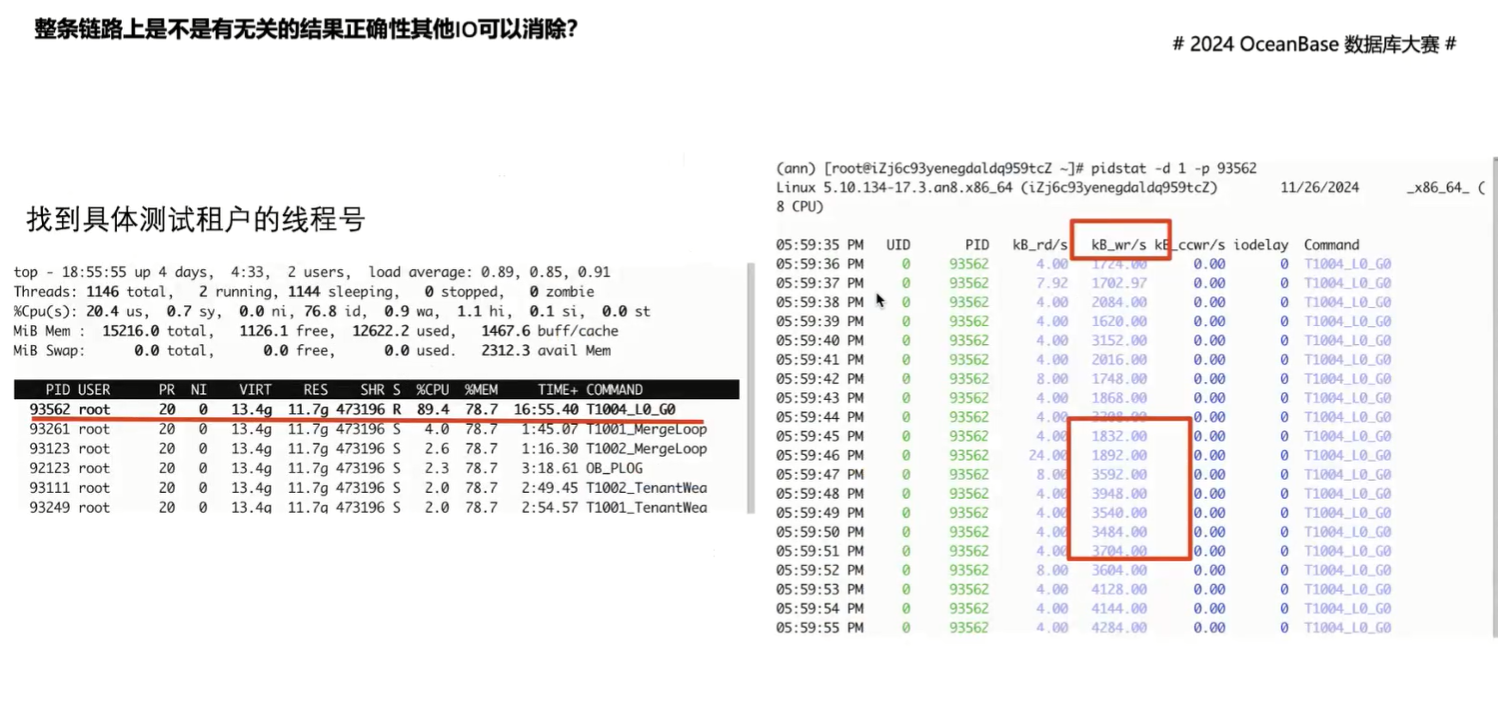 整条链路上是不是有无关的结果正确性其他IO可以消除？
# 2024 OceanBase 数据库大赛 #
找到具体测试租户的线程号
top - 18:55:55 up 4 days, 4:33, 2 users, load average: 0.89, 0.85, 0.91
Threads: 1146 total, 2 running, 1144 sleeping, 0 stopped, 0 zombie
%Cpu(s): 20.4 us, 0.7 sy, 0.0 ni, 76.8 id, 0.9 wa, 1.1 hi, 0.1 si, 0.0 st
MiB Mem : 15216.0 total, 1126.1 free, 12622.2 used, 1467.6 buff/cache
MiB Swap: 0.0 total, 0.0 free, 0.0 used. 2312.3 avail Mem
PID USER PR NI VIRT RES SHR S %CPU %MEM TIME+ COMMAND
93562 root 20 0 13.4g 11.7g 473196 R 89.4 78.7 16:55.40 T1004_L0_G0
93261 root 20 0 13.4g 11.7g 473196 S 4.0 78.7 1:45.07 T1001_MergeLoop
93123 root 20 0 13.4g 11.7g 473196 S 2.6 78.7 1:16.30 T1002_MergeLoop
92123 root 20 0 13.4g 11.7g 473196 S 2.3 78.7 3:18.61 OB_PLOG
93111 root 20 0 13.4g 11.7g 473196 S 2.0 78.7 2:49.45 T1002_TenantWea
93249 root 20 0 13.4g 11.7g 473196 S 2.0 78.7 2:54.57 T1001_TenantWea
(ann) [root@iZj6c93yenegdaldq959tcZ ~]# pidstat -d 1 -p 93562
Linux 5.10.134-17.3.an8.x86_64 (iZj6c93yenegdaldq959tcZ) 11/26/2024 _x86_64_ (
8 CPU)
05:59:35 PM UID PID kB_rd/s kB_wr/s kB_ccwr/s iodelay Command
05:59:36 PM 0 93562 4.00 1724.00 0.00 0 T1004_L0_G0
05:59:37 PM 0 93562 7.92 1702.97 0.00 0 T1004_L0_G0
05:59:38 PM 0 93562 4.00 2084.00 0.00 0 T1004_L0_G0
05:59:39 PM 0 93562 4.00 1620.00 0.00 0 T1004_L0_G0
05:59:40 PM 0 93562 4.00 3152.00 0.00 0 T1004_L0_G0
05:59:41 PM 0 93562 4.00 2016.00 0.00 0 T1004_L0_G0
05:59:42 PM 0 93562 8.00 1748.00 0.00 0 T1004_L0_G0
05:59:43 PM 0 93562 4.00 1868.00 0.00 0 T1004_L0_G0
05:59:44 PM 0 93562 4.00 0.00 0 T1004_L0_G0
05:59:45 PM 0 93562 4.00 1832.00 0.00 0 T1004_L0_G0
05:59:46 PM 0 93562 24.00 1892.00 0.00 0 T1004_L0_G0
05:59:47 PM 0 93562 8.00 3592.00 0.00 0 T1004_L0_G0
05:59:48 PM 0 93562 4.00 3948.00 0.00 0 T1004_L0_G0
05:59:49 PM 0 93562 4.00 3540.00 0.00 0 T1004_L0_G0
05:59:50 PM 0 93562 4.00 3484.00 0.00 0 T1004_L0_G0
05:59:51 PM 0 93562 4.00 3704.00 0.00 0 T1004_L0_G0
05:59:52 PM 0 93562 8.00 3604.00 0.00 0 T1004_L0_G0
05:59:53 PM 0 93562 4.00 4128.00 0.00 0 T1004_L0_G0
05:59:54 PM 0 93562 4.00 4144.00 0.00 0 T1004_L0_G0
05:59:55 PM 0 93562 4.00 4284.00 0.00 0 T1004_L0_G0